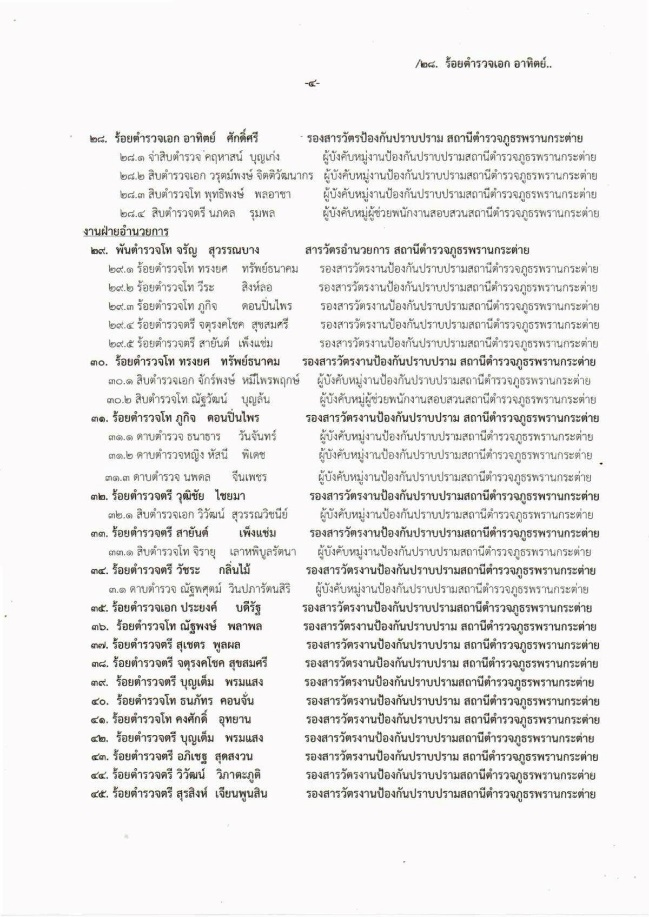 /๒๘. ร้อยตำรวจเอก อาทิตย์..
-๔-
๒๘. ร้อยตำรวจเอก อาทิตย์ ศักดิ์ศรี รองสารวัตรป้องกันปราบปราม สถานีตำรวจภูธรพรานกระต่าย
๒๘.๑ จ่าสิบตำรวจ คฤหาสน์ บุญเก่ง ผู้บังคับหมู่งานป้องกันปราบปรามสถานีตำรวจภูธรพรานกระต่าย
๒๘.๒ สิบตำรวจเอก วรุตม์พงษ์ จิตติวัฒนากร ผู้บังคับหมู่งานป้องกันปราบปรามสถานีตำรวจภูธรพรานกระต่าย
๒๘.๓ สิบตำรวจโท พุทธิพงษ์ พลอาชา ผู้บังคับหมู่งานป้องกันปราบปรามสถานีตำรวจภูธรพรานกระต่าย
๒๘.๔ สิบตำรวจตรี นภดล รุมพล ผู้บังคับหมู่ผู้ช่วยพนักงานสอบสวนสถานีตำรวจภูธรพรานกระต่าย
งานฝ่ายอำนวยการ
๒๙. พันตำรวจโท จรัญ สุวรรณบาง สารวัตรอำนวยการ สถานีตำรวจภูธรพรานกระต่าย
๒๙.๑ ร้อยตำรวจโท ทรงยศ ทรัพย์ธนาคม รองสารวัตรงานป้องกันปราบปรามสถานีตำรวจภูธรพรานกระต่าย
๒๙.๒ ร้อยตำรวจโท วีระ สิงห์ลอ รองสารวัตรงานป้องกันปราบปรามสถานีตำรวจภูธรพรานกระต่าย
๒๙.๓ ร้อยตำรวจโท ภูกิจ ดอนปิ่นไพร รองสารวัตรงานป้องกันปราบปรามสถานีตำรวจภูธรพรานกระต่าย
๒๙.๔ ร้อยตำรวจตรี จตุรงคโชค สุขสมศรี รองสารวัตรงานป้องกันปราบปรามสถานีตำรวจภูธรพรานกระต่าย
๒๙.๕ ร้อยตำรวจตรี สายันต์ เพ็งแช่ม รองสารวัตรงานป้องกันปราบปรามสถานีตำรวจภูธรพรานกระต่าย
๓๐. ร้อยตำรวจโท ทรงยศ ทรัพย์ธนาคม รองสารวัตรงานป้องกันปราบปราม สถานีตำรวจภูธรพรานกระต่าย
๓๐.๑ สิบตำรวจเอก จักร์พงษ์ หมีไพรพฤกษ์ ผู้บังคับหมู่งานป้องกันปราบปรามสถานีตำรวจภูธรพรานกระต่าย
๓๐.๒ สิบตำรวจโท ณัฐวัฒน์ บุญล้น ผู้บังคับหมู่ผู้ช่วยพนักงานสอบสวนสถานีตำรวจภูธรพรานกระต่าย
๓๑. ร้อยตำรวจโท ภูกิจ ดอนปิ่นไพร รองสารวัตรงานป้องกันปราบปราม สถานีตำรวจภูธรพรานกระต่าย
๓๑.๑ ดาบตำรวจ ธนาธาร วันจันทร์ ผู้บังคับหมู่งานป้องกันปราบปรามสถานีตำรวจภูธรพรานกระต่าย
๓๑.๒ ดาบตำรวจหญิง หัสนี พิเดช ผู้บังคับหมู่งานป้องกันปราบปรามสถานีตำรวจภูธรพรานกระต่าย
๓๑.๓ ดาบตำรวจ นพดล จีนเพชร ผู้บังคับหมู่งานป้องกันปราบปรามสถานีตำรวจภูธรพรานกระต่าย
๓๒. ร้อยตำรวจตรี วุฒิชัย ไชยมา รองสารวัตรงานป้องกันปราบปรามสถานีตำรวจภูธรพรานกระต่าย
๓๒.๑ สิบตำรวจเอก วิวัฒน์ สุวรรณวิชนีย์ ผู้บังคับหมู่งานป้องกันปราบปรามสถานีตำรวจภูธรพรานกระต่าย
๓๓. ร้อยตำรวจตรี สายันต์ เพ็งแช่ม รองสารวัตรงานป้องกันปราบปรามสถานีตำรวจภูธรพรานกระต่าย
๓๓.๑ สิบตำรวจโท จิรายุ เลาหพิบูลรัตนา ผู้บังคับหมู่งานป้องกันปราบปรามสถานีตำรวจภูธรพรานกระต่าย
๓๔. ร้อยตำรวจตรี วัชระ กลิ่นไม้ รองสารวัตรงานป้องกันปราบปรามสถานีตำรวจภูธรพรานกระต่าย
๓.๑ ดาบตำรวจ ณัฐพศุตม์ วินปภารัตนสิริ ผู้บังคับหมู่งานป้องกันปราบปรามสถานีตำรวจภูธรพรานกระต่าย
๓๕. ร้อยตำรวจเอก ประยงค์ บดีรัฐ รองสารวัตรงานป้องกันปราบปรามสถานีตำรวจภูธรพรานกระต่าย
๓๖. ร้อยตำรวจโท ณัฐพงษ์ พลาพล รองสารวัตรงานป้องกันปราบปราม สถานีตำรวจภูธรพรานกระต่าย
๓๗. ร้อยตำรวจตรี สุเชตร พูลผล รองสารวัตรงานป้องกันปราบปราม สถานีตำรวจภูธรพรานกระต่าย
๓๘. ร้อยตำรวจตรี จตุรงคโชค สุขสมศรี รองสารวัตรงานป้องกันปราบปราม สถานีตำรวจภูธรพรานกระต่าย
๓๙. ร้อยตำรวจตรี บุญเต็ม พรมแสง รองสารวัตรงานป้องกันปราบปราม สถานีตำรวจภูธรพรานกระต่าย
๔๐. ร้อยตำรวจโท ธนภัทร คอนจั่น รองสารวัตรงานป้องกันปราบปราม สถานีตำรวจภูธรพรานกระต่าย
๔๑. ร้อยตำรวจโท คงศักดิ์ อุทยาน รองสารวัตรงานป้องกันปราบปราม สถานีตำรวจภูธรพรานกระต่าย
๔๒. ร้อยตำรวจตรี บุญเต็ม พรมแสง รองสารวัตรงานป้องกันปราบปราม สถานีตำรวจภูธรพรานกระต่าย
๔๓. ร้อยตำรวจตรี อภิเชฐ สุดสงวน รองสารวัตรงานป้องกันปราบปราม สถานีตำรวจภูธรพรานกระต่าย
๔๔. ร้อยตำรวจตรี วิวัฒน์ วิภาตะภูติ รองสารวัตรงานป้องกันปราบปรามสถานีตำรวจภูธรพรานกระต่าย
๔๕. ร้อยตำรวจตรี สุรสิงห์ เจียนพูนสิน รองสารวัตรงานป้องกันปราบปรามสถานีตำรวจภูธรพรานกระต่าย